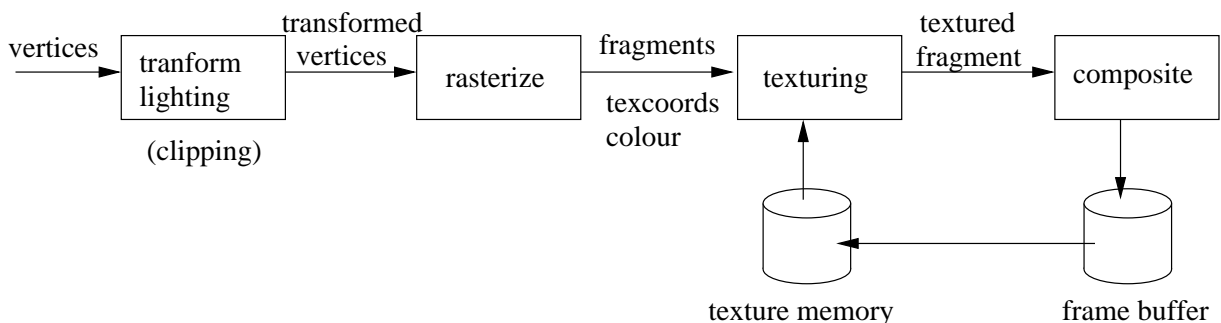 vertices
tranform
lighting
(clipping)
transformed
vertices
rasterize
fragments
texcoords
colour
texturing
textured
fragment
composite
texture memory
frame buffer